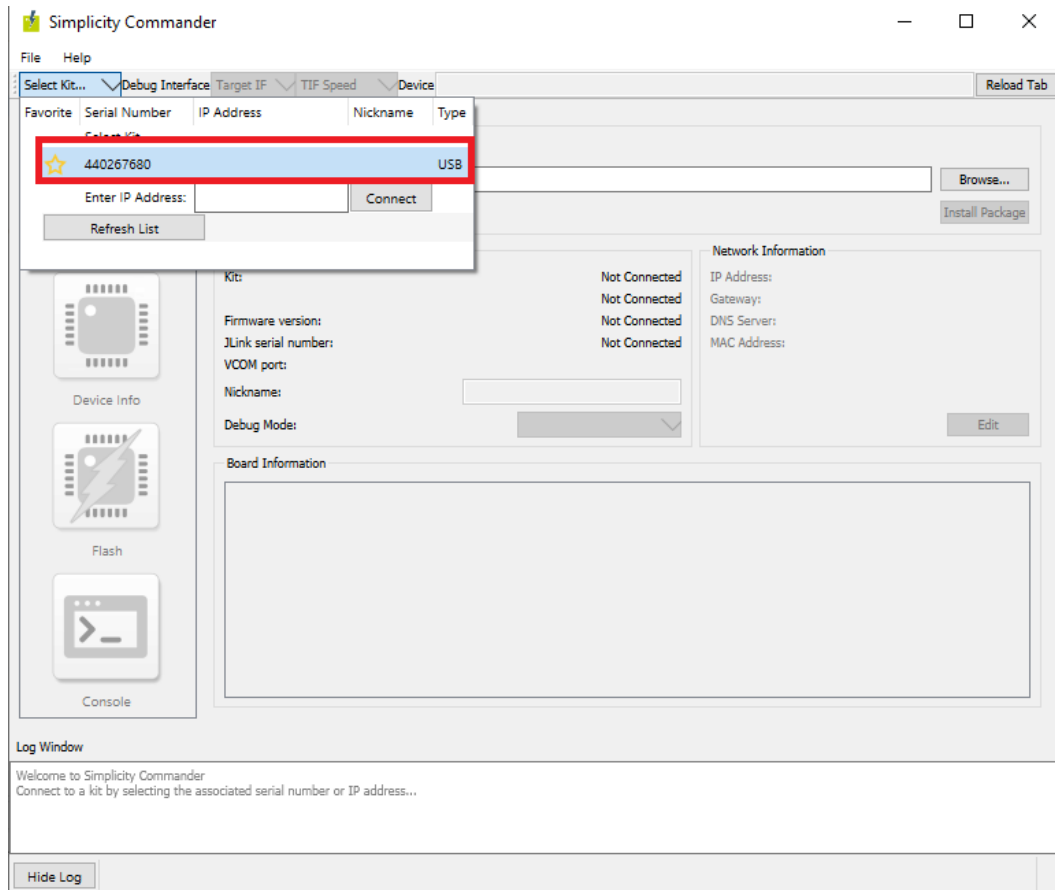 Simplicity Commander
File Help
Select Kit... Debug Interface Target IF TIF Speed Device Reload Tab
Favorite Serial Number IP Address Nickname Type
Select Kit
440267680 USB
Enter IP Address: Connect
Refresh List
Browse...
Install Package
Kit: Not Connected
Not Connected
Firmware version: Not Connected
JLink serial number: Not Connected
VCOM port:
Nickname:
Debug Mode:
Network Information
IP Address:
Gateway:
DNS Server:
MAC Address:
Edit
Board Information
Device Info
Flash
Console
Log Window
Welcome to Simplicity Commander
Connect to a kit by selecting the associated serial number or IP address...
Hide Log